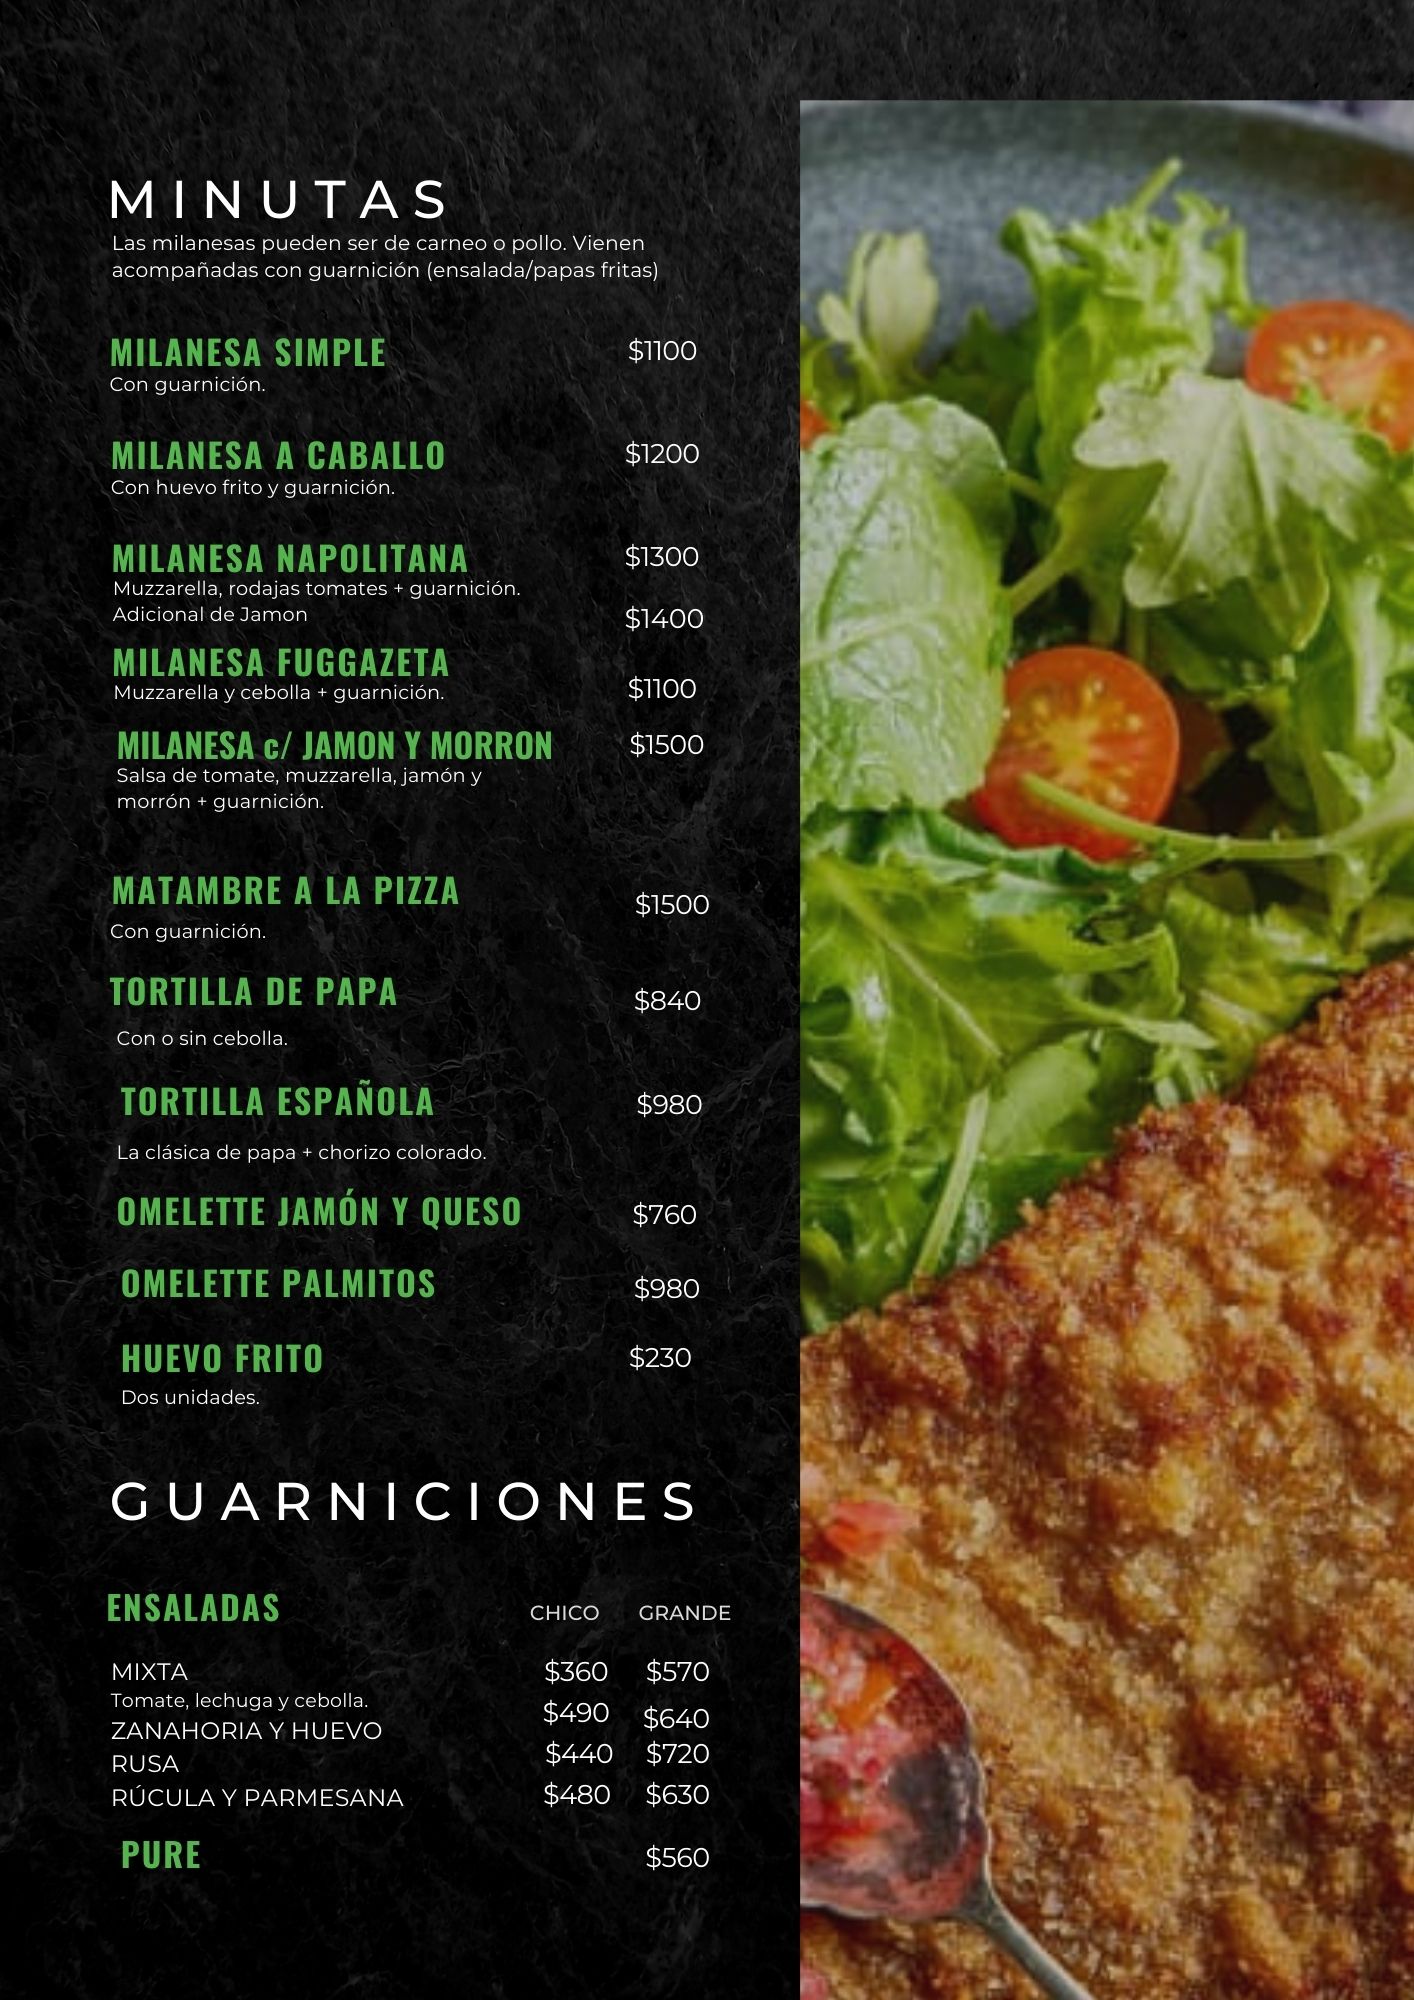 MINUTAS
Las milanesas pueden ser de carneo o pollo. Vienen
acompañadas con guarnición (ensalada/papas fritas)
MILANESA SIMPLE $1100
Con guarnición.
MILANESA A CABALLO $1200
Con huevo frito y guarnición.
MILANESA NAPOLITANA $1300
Muzzarella, rodajas tomates + guarnición.
Adicional de Jamon $1400
MILANESA FUGGAZETA
Muzzarella y cebolla + guarnición. $1100
MILANESA c/ JAMON Y MORRON $1500
Salsa de tomate, muzzarella, jamón y
morrón + guarnición.
MATAMBRE A LA PIZZA $1500
Con guarnición.
TORTILLA DE PAPA $840
Con o sin cebolla.
TORTILLA ESPAÑOLA $980
La clásica de papa + chorizo colorado.
OMELETTE JAMÓN Y QUESO $760
OMELETTE PALMITOS $980
HUEVO FRITO $230
Dos unidades.
GUARNICIONES
ENSALADAS CHICO GRANDE
MIXTA $360 $570
Tomate, lechuga y cebolla.
ZANAHORIA Y HUEVO $490 $640
RUSA $440 $720
RÚCULA Y PARMESANA $480 $630
PURE $560